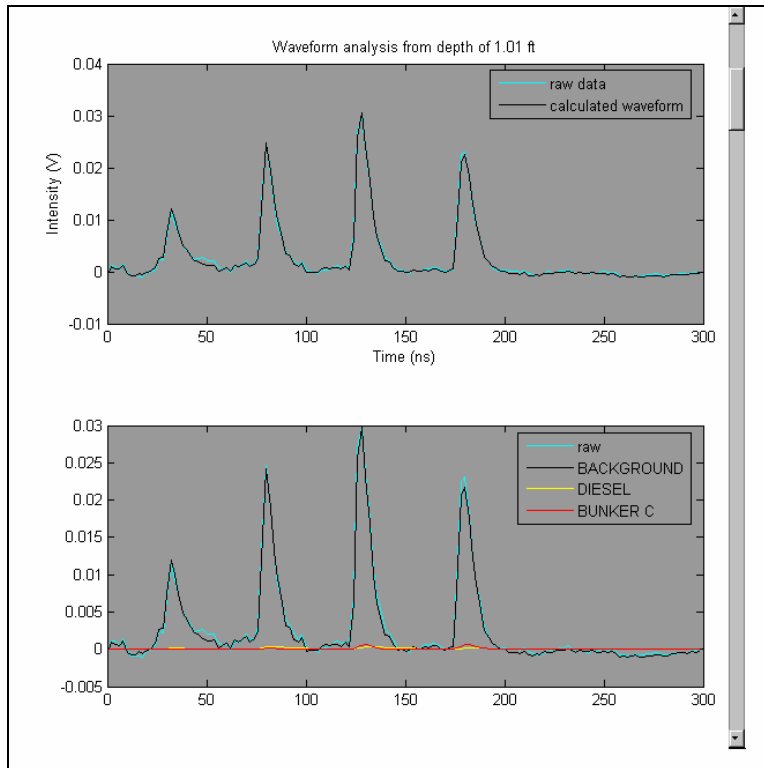 Waveform analysis from depth of 1.01 ft
0.04
0.03
0.02
0.01
0
-0.01
Intensity (V)
raw data
calculated waveform
0 50 100 150 200 250 300
Time (ns)
0.03
0.025
0.02
0.015
0.01
0.005
0
-0.005
raw
BACKGROUND
DIESEL
BUNKER C
0 50 100 150 200 250 300